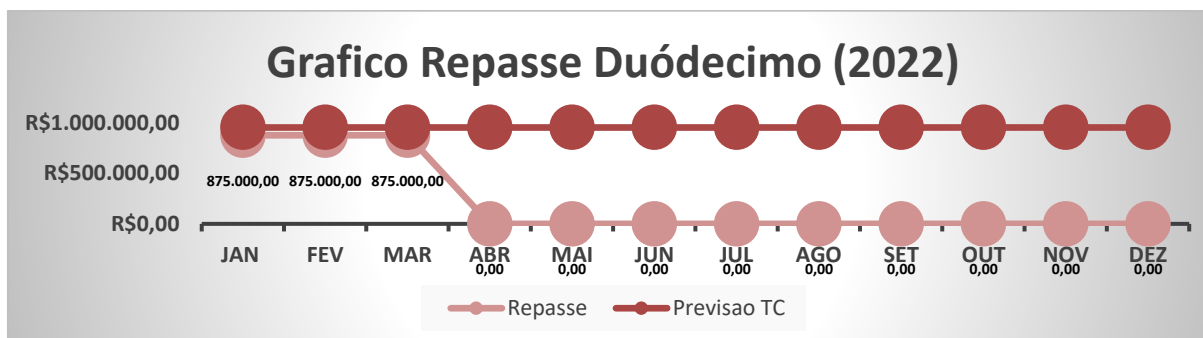 Grafico Repasse Duódecimo (2022)
R$1.000.000,00
R$500.000,00
R$0,00
875.000,00 875.000,00 875.000,00
JAN FEV MAR ABR MAI JUN JUL AGO SET OUT NOV DEZ
0,00 0,00 0,00 0,00 0,00 0,00 0,00 0,00 0,00
Repasse Previsao TC